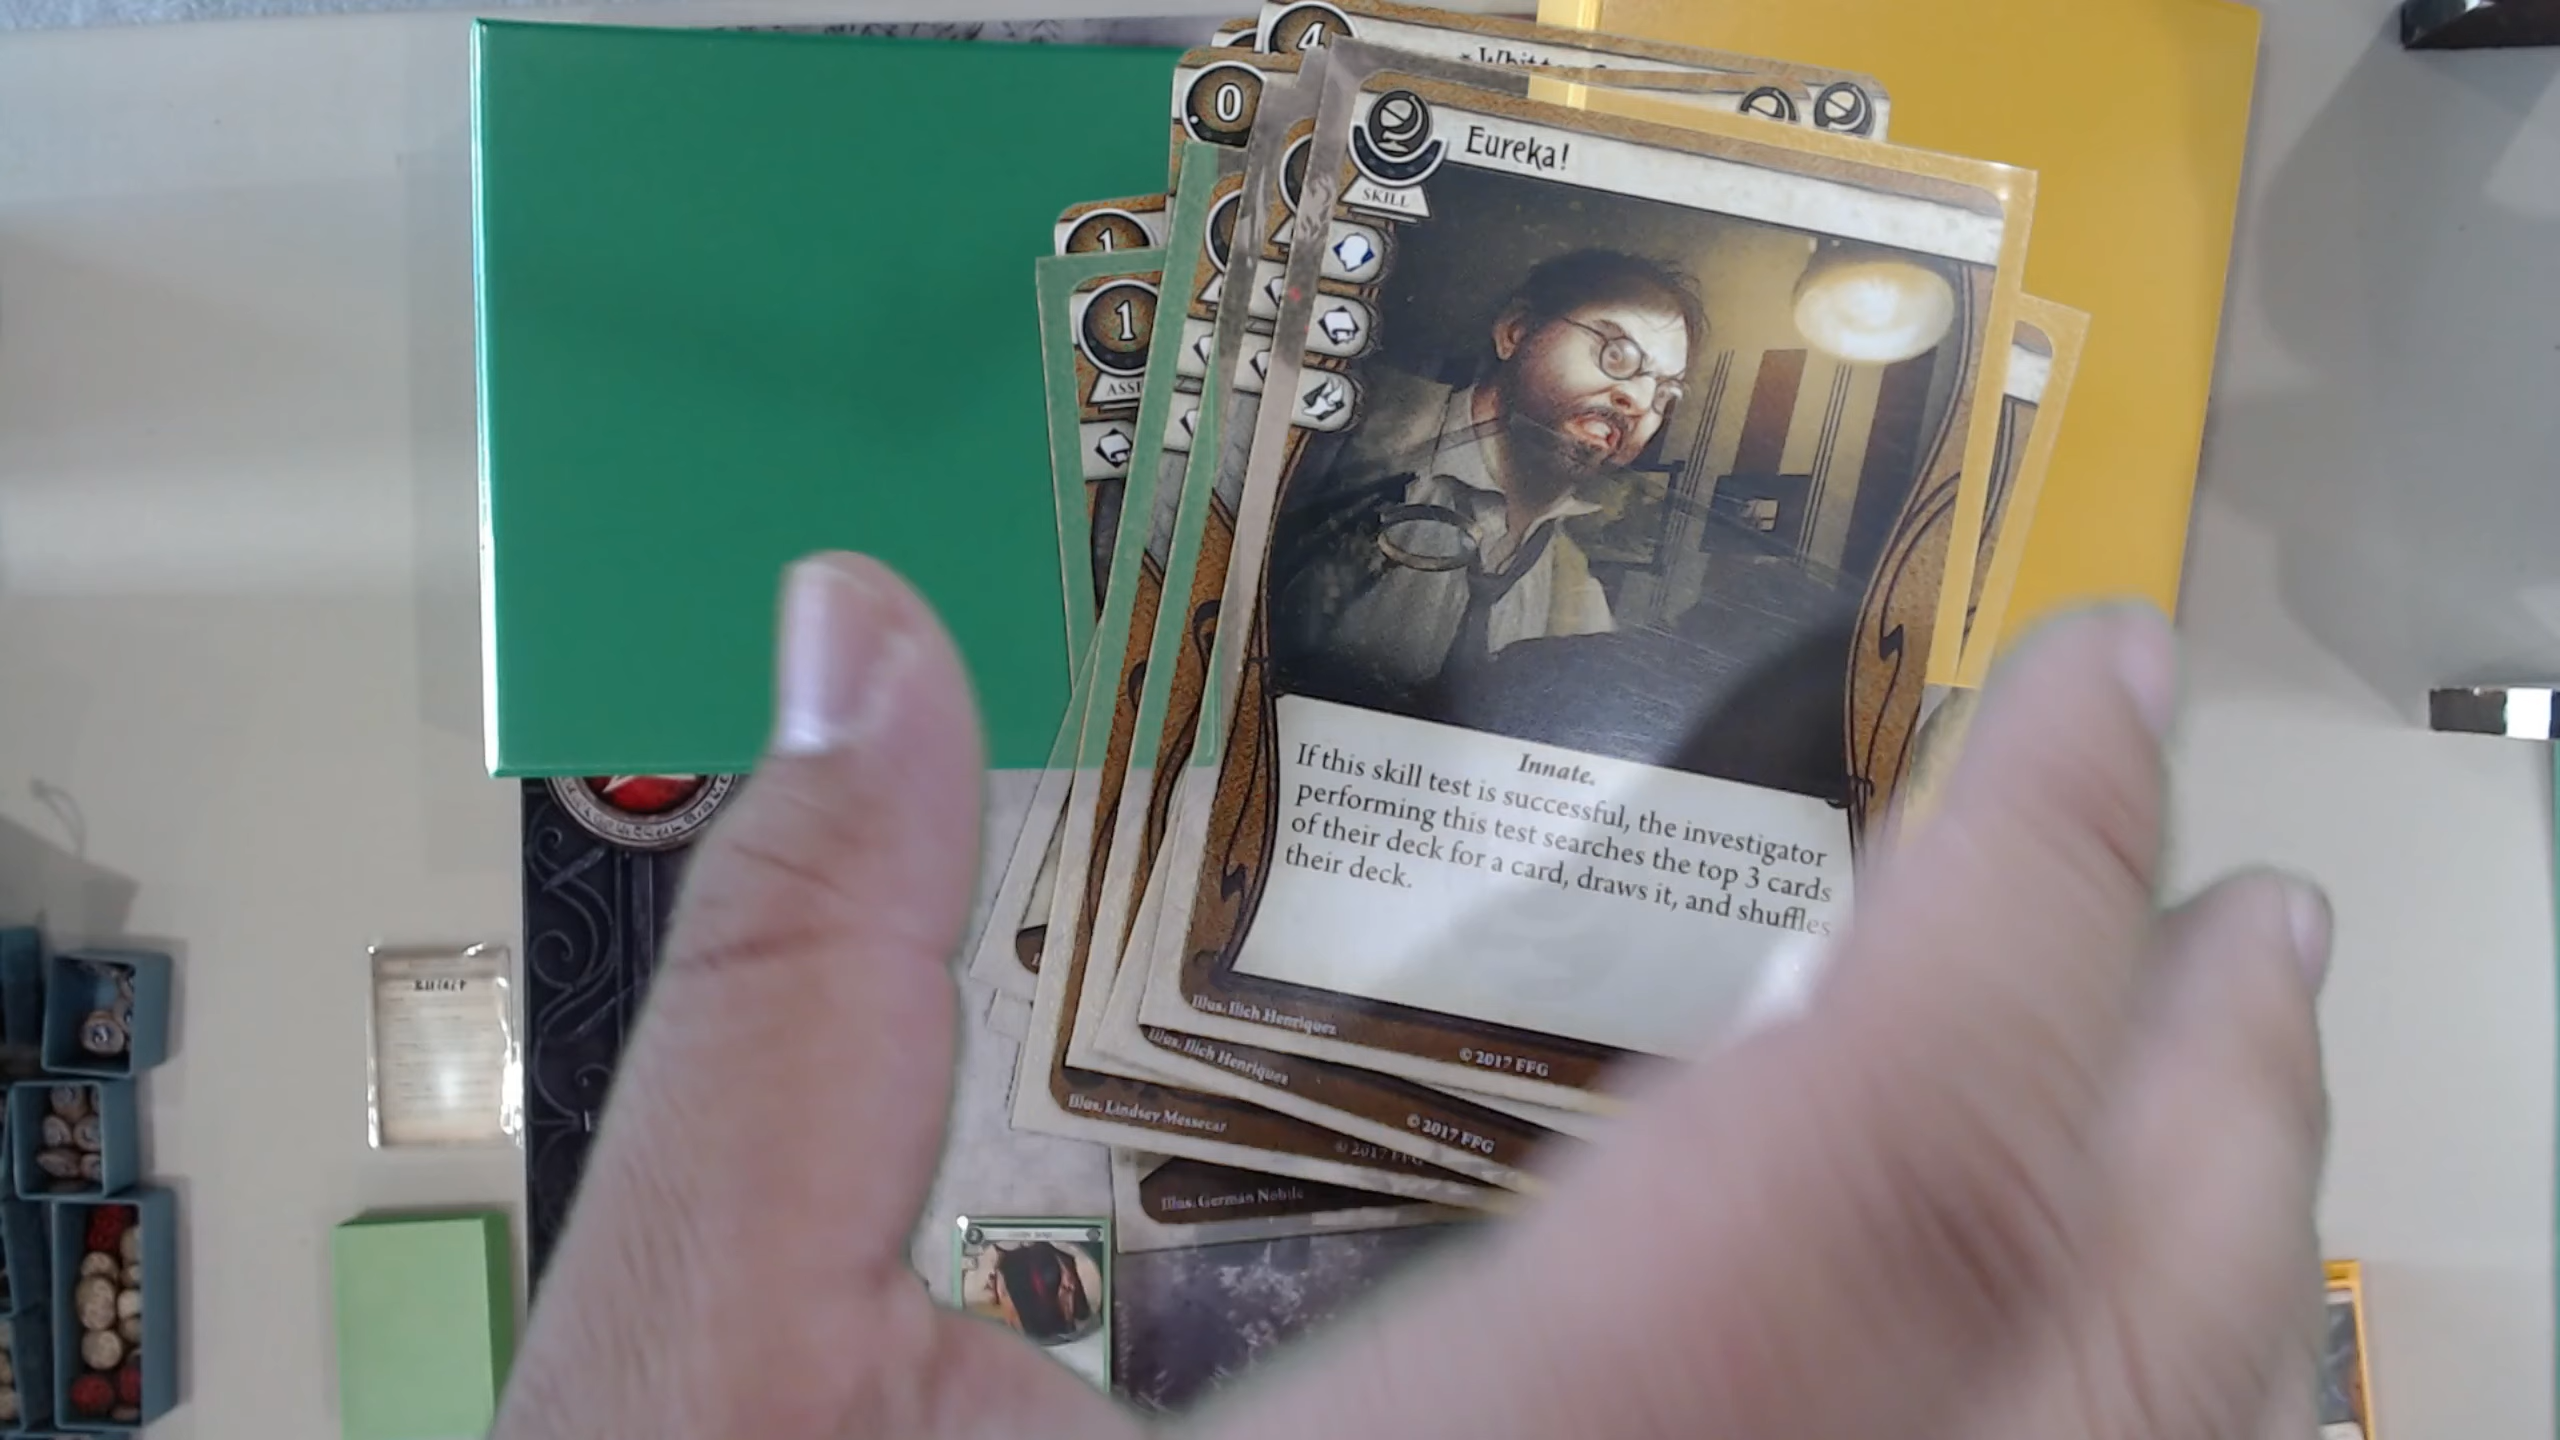 4
0
Eureka!
SKILL
1
1
Innate.
If this skill test is successful, the investigator
performing this test searches the top 3 cards
of their deck for a card, draws it, and shuffles
their deck.
Illus. Ilich Henriquez
© 2017 FFG
Illus. Ilich Henriquez
© 2017 FFG
Illus. Lindsey Messecar
© 2017 FFG
Illus. German Nobile